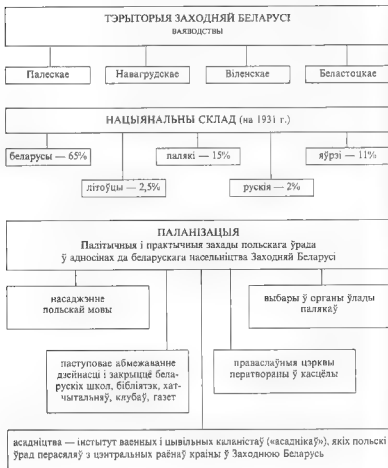 ТЭРЫТОРЫЯ ЗАХОДНЯЙ БЕЛАРУСІ
ВАЯВОДСТВЫ
Палескае
Навагрудскае
Віленскае
Беластоцкае
НАЦЫЯНАЛЬНЫ СКЛАД (на 1931 г.)
беларусы — 65%
палякі — 15%
яўрэі — 11%
літоўцы — 2,5%
рускія — 2%
ПАЛАНІЗАЦЫЯ
Палітычныя і практычныя захады польскага ўрада
ў адносінах да беларускага насельніцтва Заходняй Беларусі
насаджэнне
польскай мовы
выбары ў органы ўлады
палякаў
паступовае абмежаванне
дзейнасці і закрыццё бела-
рускіх школ, бібліятэк, хат-
чытальняў, клубаў, газет
праваслаўныя цэрквы
ператвораны ў касцёлы
асадніцтва — інстытут ваенных і цывільных каланістаў («асаднікаў»), якіх польскі
ўрад перасяляў з цэнтральных раёнаў краіны ў Заходнюю Беларусь